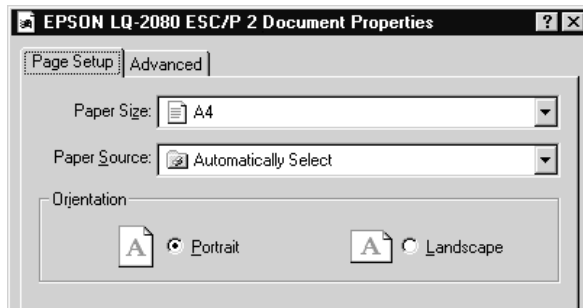 EPSON LQ-2080 ESC/P 2 Document Properties
Page Setup Advanced
Paper Size: A4
Paper Source: Automatically Select
Orientation
A Portrait A Landscape